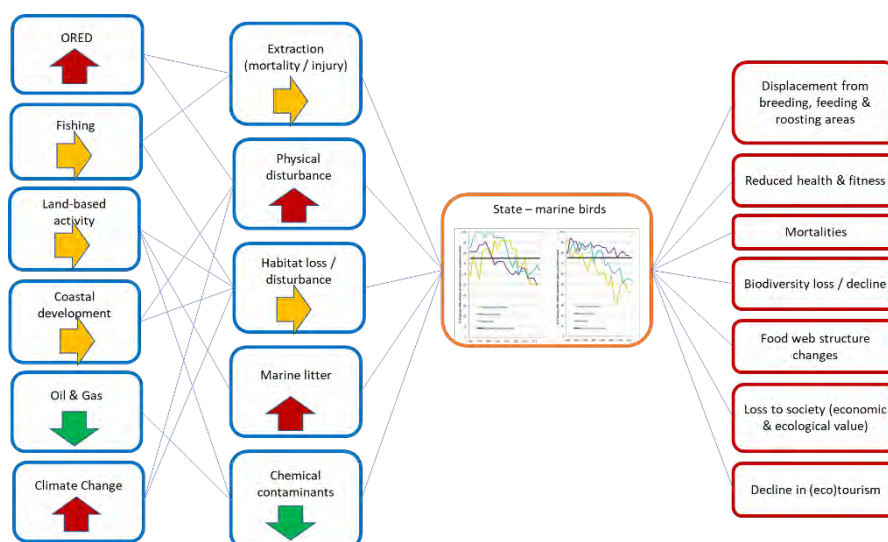 ORED
Fishing
Land-based
activity
Coastal
development
Oil & Gas
Climate Change
Extraction
(mortality / injury)
Physical
disturbance
Habitat loss /
disturbance
Marine litter
Chemical
contaminants
State – marine birds
Displacement from
breeding, feeding &
roosting areas
Reduced health & fitness
Mortalities
Biodiversity loss / decline
Food web structure
changes
Loss to society (economic
& ecological value)
Decline in (eco)tourism